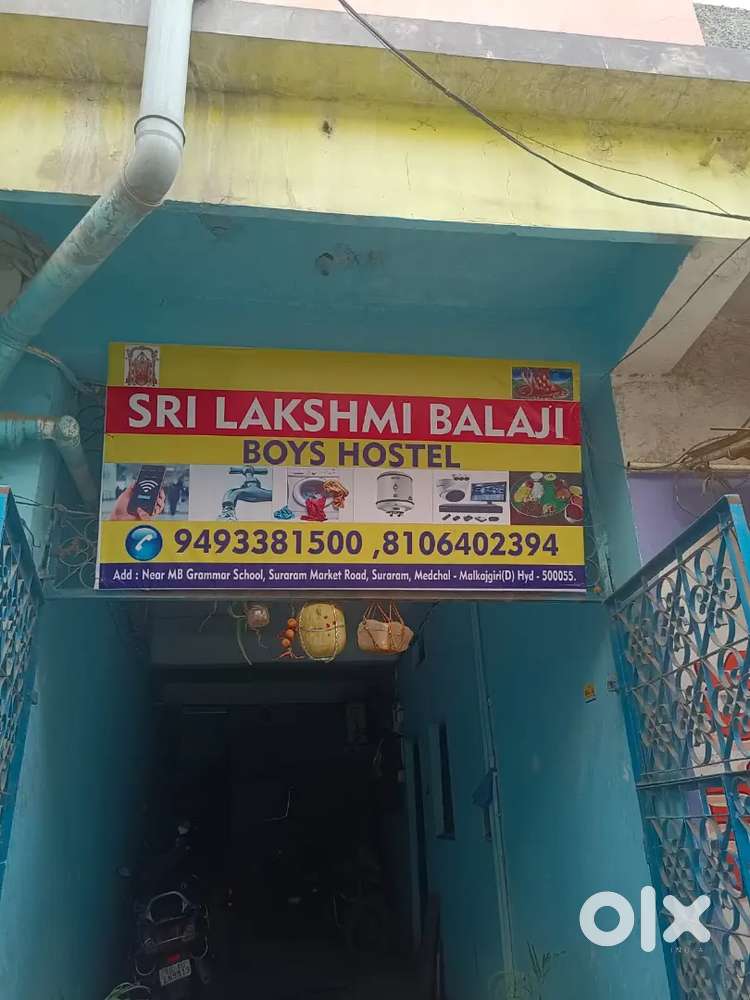 SRI LAKSHMI BALAJI
BOYS HOSTEL
9493381500 ,8106402394
Add : Near MB Grammar School, Suraram Market Road, Suraram, Medchal - Malkajgiri(D) Hyd - 500055.
olx
INDIA